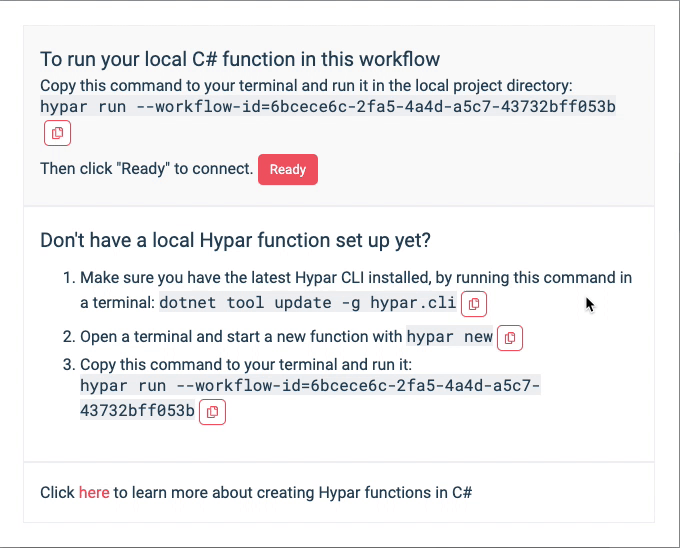 To run your local C# function in this workflow
Copy this command to your terminal and run it in the local project directory:
hypar run --workflow-id=6bcece6c-2fa5-4a4d-a5c7-43732bff053b
Then click "Ready" to connect. Ready
Don't have a local Hypar function set up yet?
1. Make sure you have the latest Hypar CLI installed, by running this command in
a terminal: dotnet tool update -g hypar.cli
2. Open a terminal and start a new function with hypar new
3. Copy this command to your terminal and run it:
hypar run --workflow-id=6bcece6c-2fa5-4a4d-a5c7-
43732bff053b
Click here to learn more about creating Hypar functions in C#